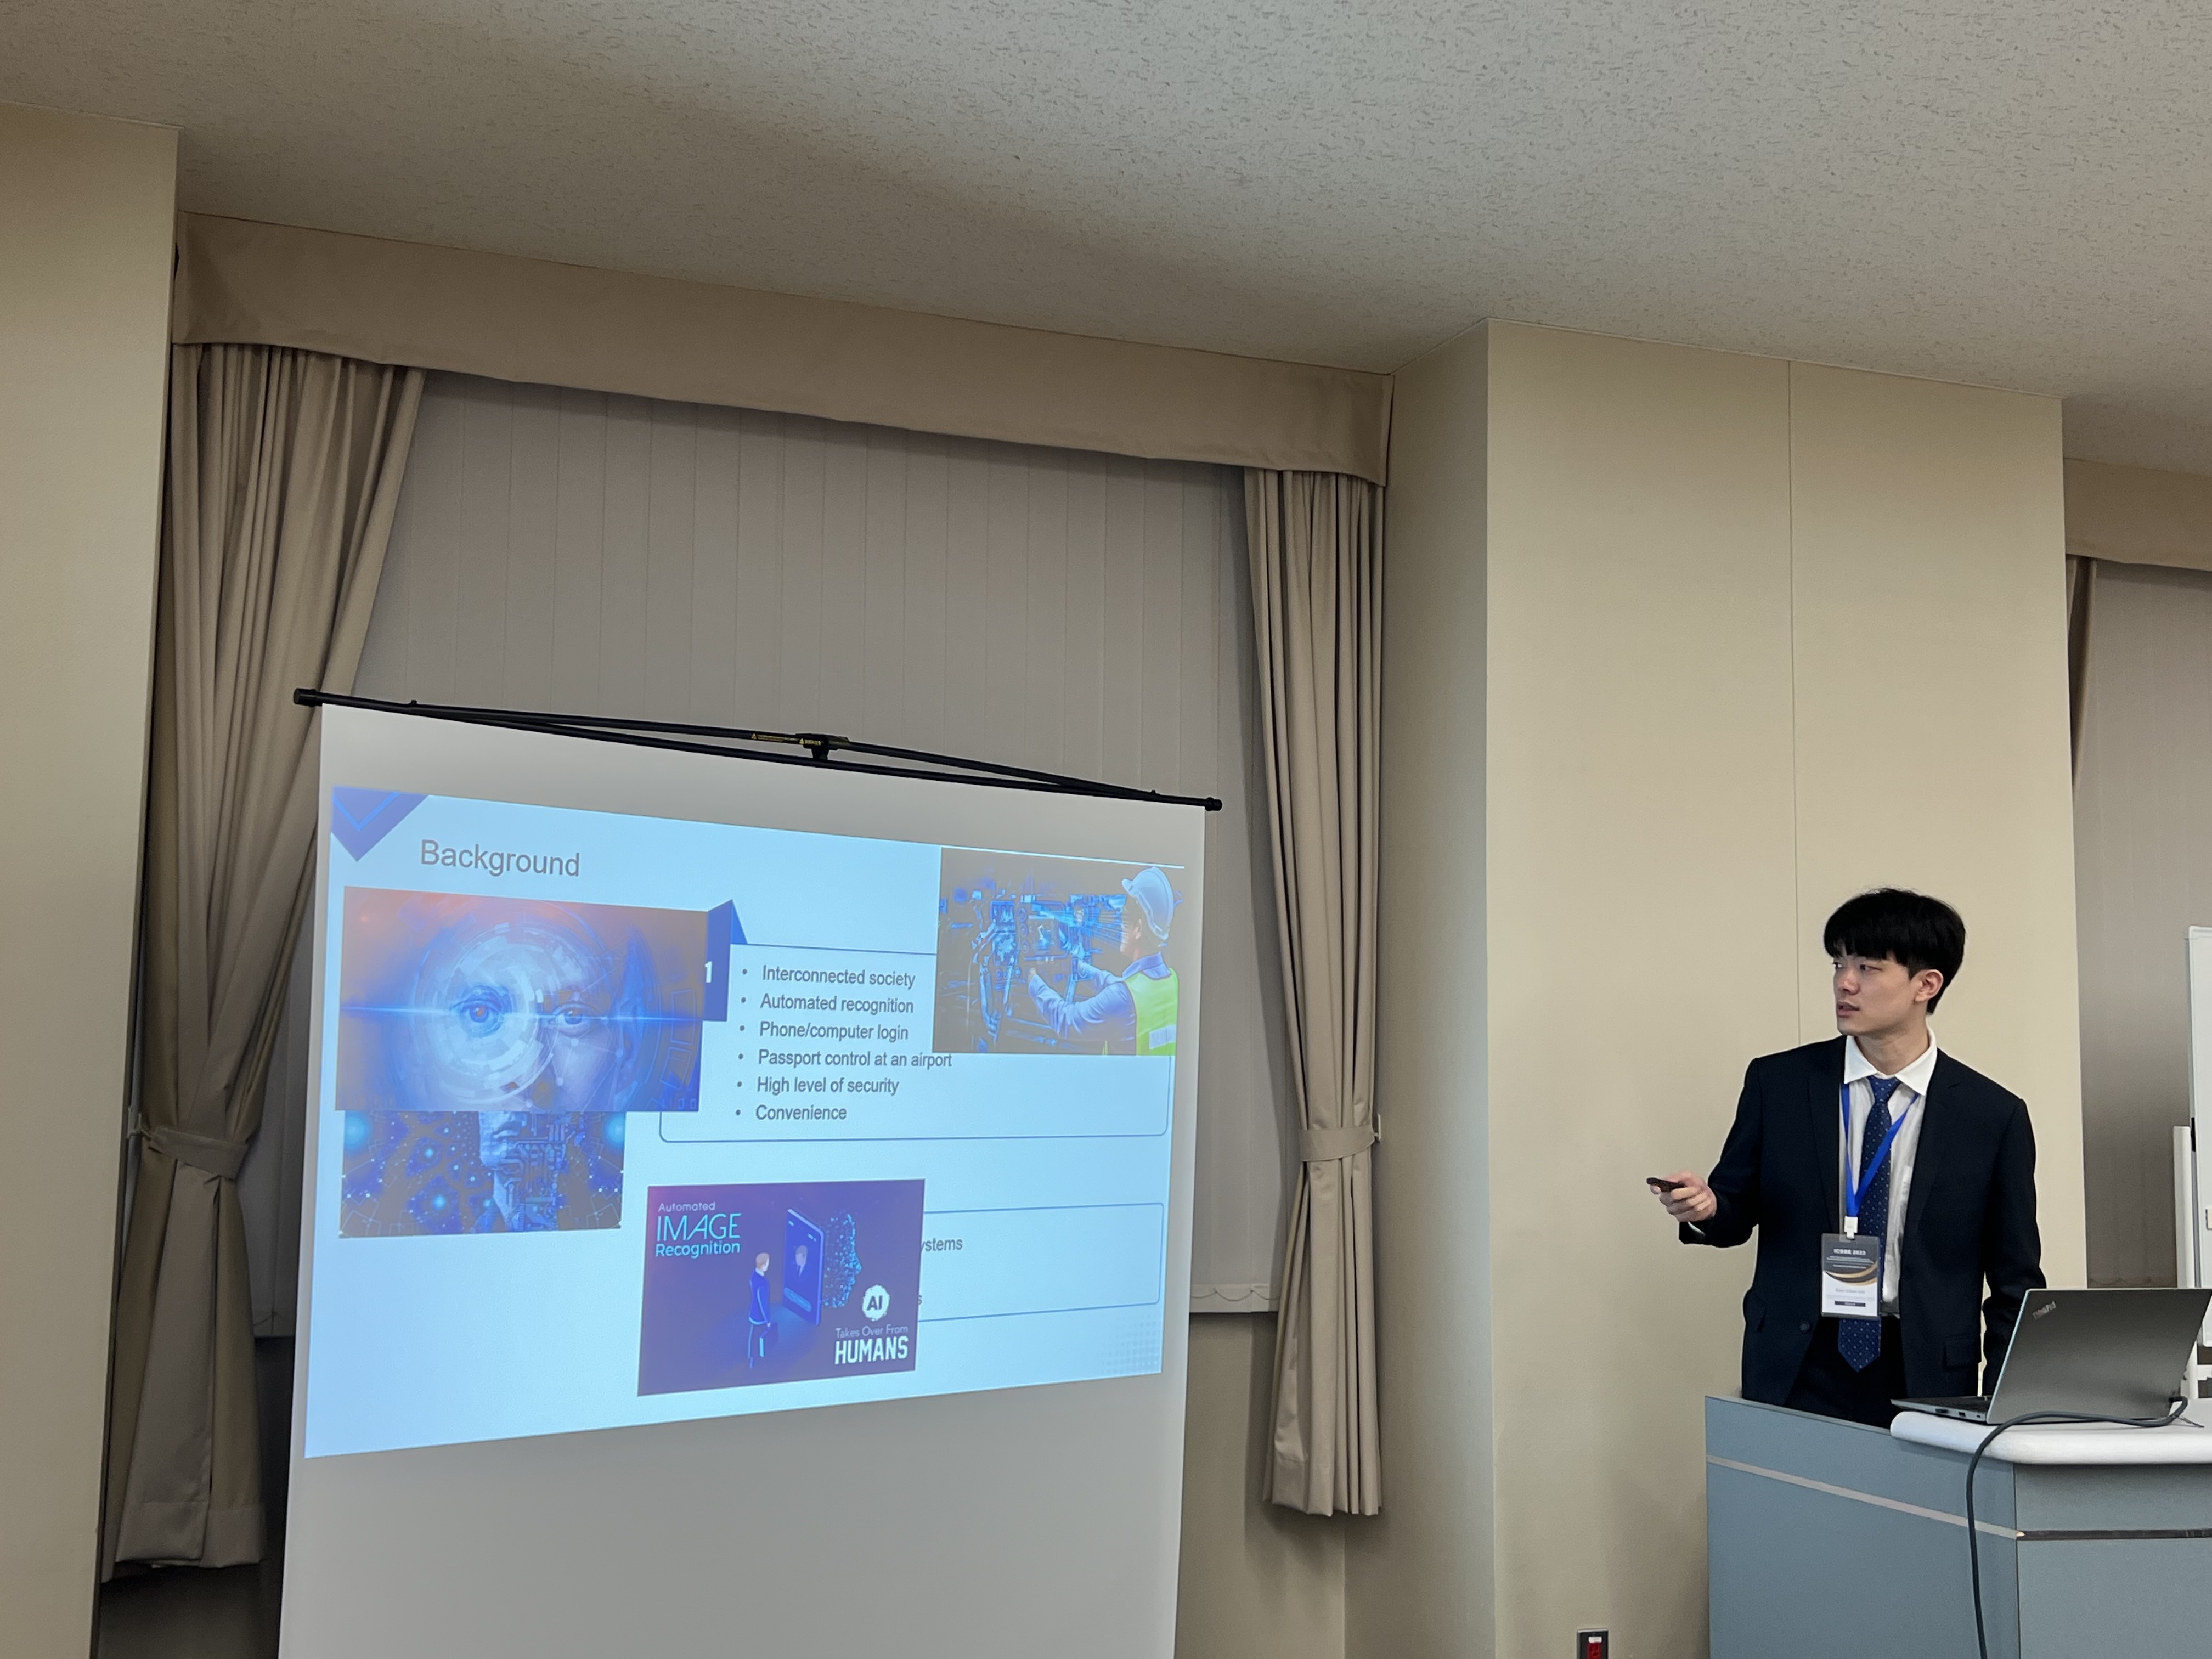 Background
1
• Interconnected society
• Automated recognition
• Phone/computer login
• Passport control at an airport
• High level of security
• Convenience
Automated
IMAGE
Recognition
AI
Takes Over From
HUMANS
ystems
s
ThinkPad